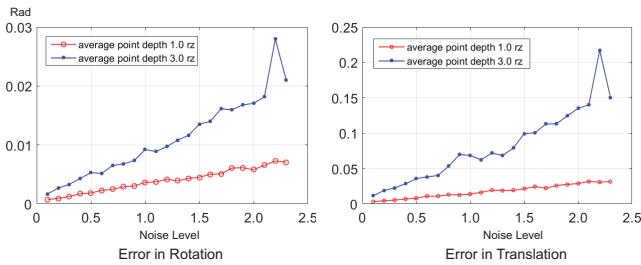 Rad
0.03
0.02
0.01
0
average point depth 1.0 rz
average point depth 3.0 rz
0 0.5 1.0 1.5 2.0 2.5
Noise Level
Error in Rotation
0.25
0.20
0.15
0.1
0.05
0
average point depth 1.0 rz
average point depth 3.0 rz
0 0.5 1.0 1.5 2.0 2.5
Noise Level
Error in Translation